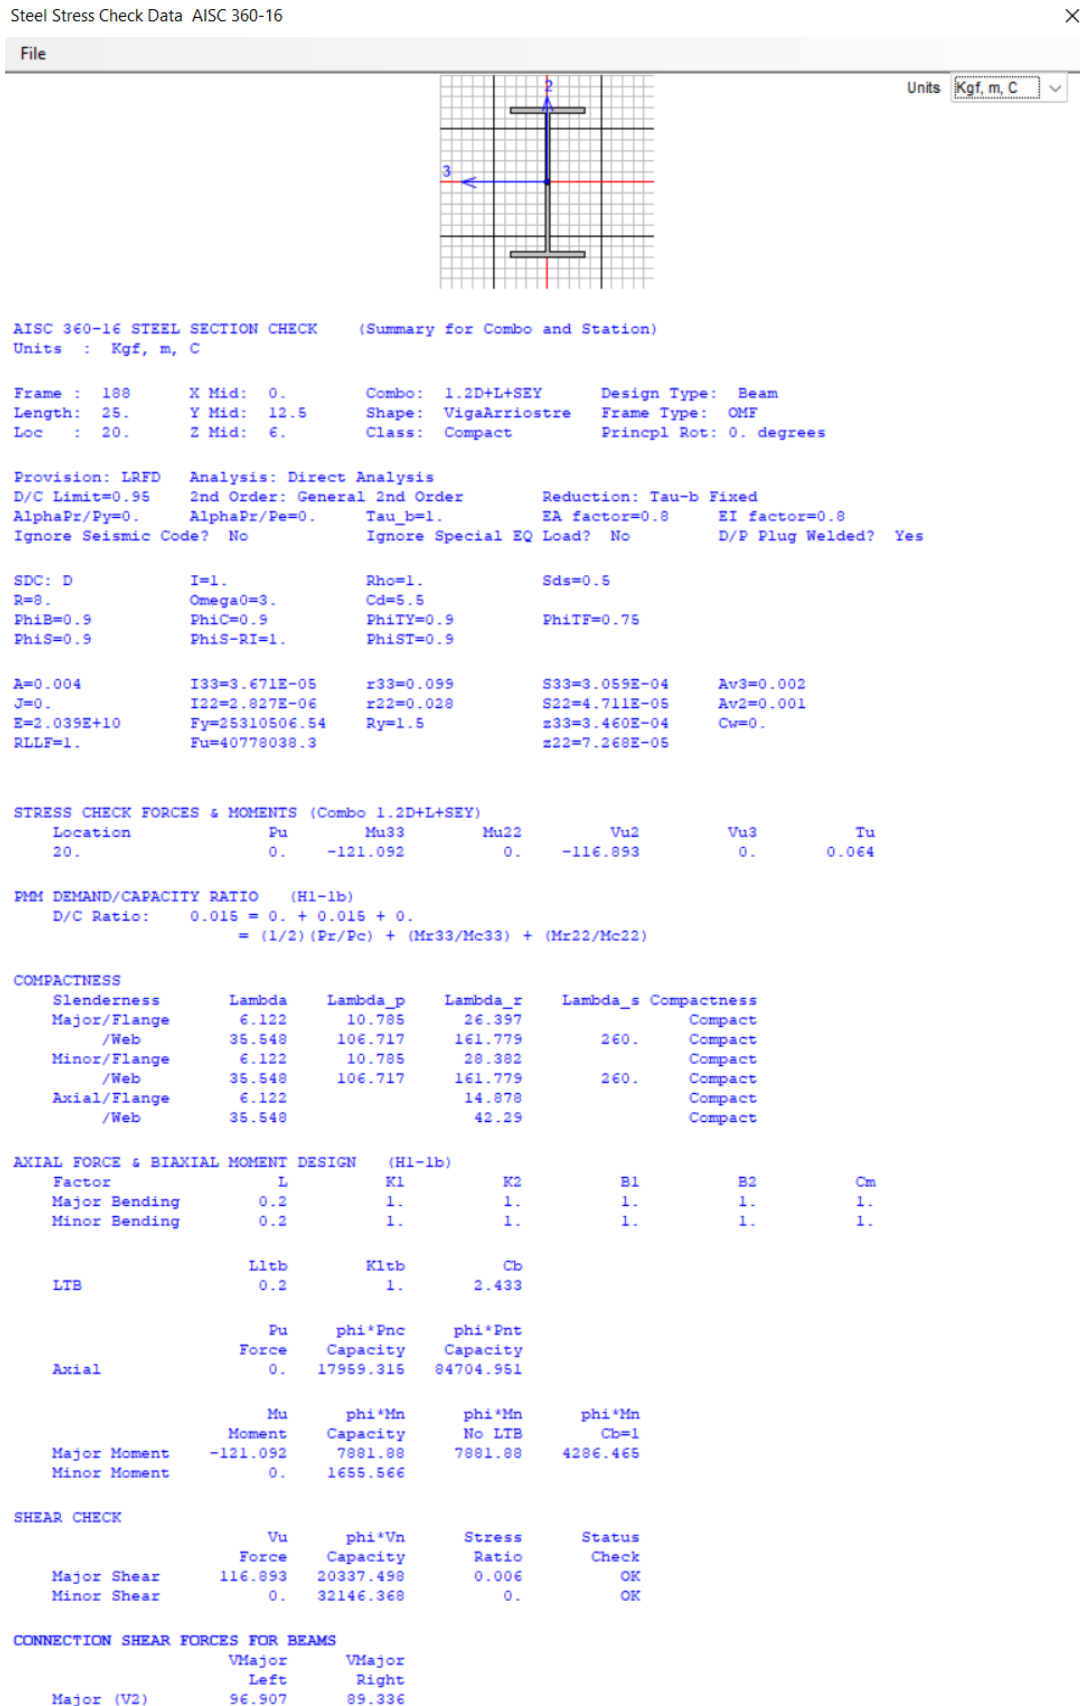 Steel Stress Check Data AISC 360-16
File
Units Kgf, m, C
2
3
AISC 360-16 STEEL SECTION CHECK (Summary for Combo and Station)
Units : Kgf, m, C
Frame : 188 X Mid: 0. Combo: 1.2D+L+SEY Design Type: Beam
Length: 25. Y Mid: 12.5 Shape: VigaArriostre Frame Type: OMF
Loc : 20. Z Mid: 6. Class: Compact Princpl Rot: 0. degrees
Provision: LRFD Analysis: Direct Analysis
D/C Limit=0.95 2nd Order: General 2nd Order Reduction: Tau-b Fixed
AlphaPr/Py=0. AlphaPr/Pe=0. Tau_b=1. EA factor=0.8 EI factor=0.8
Ignore Seismic Code? No Ignore Special EQ Load? No D/P Plug Welded? Yes
SDC: D I=1. Rho=1. Sds=0.5
R=8. Omega0=3. Cd=5.5
PhiB=0.9 PhiC=0.9 PhiTY=0.9 PhiTF=0.75
PhiS=0.9 PhiS-RI=1. PhiST=0.9
A=0.004 I33=3.671E-05 r33=0.099 S33=3.059E-04 Av3=0.002
J=0. I22=2.827E-06 r22=0.028 S22=4.711E-05 Av2=0.001
E=2.039E+10 Fy=25310506.54 Ry=1.5 z33=3.460E-04 Cw=0.
RLLF=1. Fu=40778038.3 z22=7.268E-05
STRESS CHECK FORCES & MOMENTS (Combo 1.2D+L+SEY)
Location Pu Mu33 Mu22 Vu2 Vu3 Tu
20. 0. -121.092 0. -116.893 0. 0.064
PMM DEMAND/CAPACITY RATIO (H1-1b)
D/C Ratio: 0.015 = 0. + 0.015 + 0.
= (1/2)(Pr/Pc) + (Mr33/Mc33) + (Mr22/Mc22)
COMPACTNESS
Slenderness Lambda Lambda_p Lambda_r Lambda_s Compactness
Major/Flange 6.122 10.785 26.397 Compact
/Web 35.548 106.717 161.779 260. Compact
Minor/Flange 6.122 10.785 28.382 Compact
/Web 35.548 106.717 161.779 260. Compact
Axial/Flange 6.122 14.878 Compact
/Web 35.548 42.29 Compact
AXIAL FORCE & BIAXIAL MOMENT DESIGN (H1-1b)
Factor L K1 K2 B1 B2 Cm
Major Bending 0.2 1. 1. 1. 1. 1.
Minor Bending 0.2 1. 1. 1. 1. 1.
Lltb Kltb Cb
LTB 0.2 1. 2.433
Pu phi*Pnc phi*Pnt
Force Capacity Capacity
Axial 0. 17959.315 84704.951
Mu phi*Mn phi*Mn phi*Mn
Moment Capacity No LTB Cb=1
Major Moment -121.092 7881.88 7881.88 4286.465
Minor Moment 0. 1655.566
SHEAR CHECK
Vu phi*Vn Stress Status
Force Capacity Ratio Check
Major Shear 116.893 20337.498 0.006 OK
Minor Shear 0. 32146.368 0. OK
CONNECTION SHEAR FORCES FOR BEAMS
VMajor VMajor
Left Right
Major (V2) 96.907 89.336